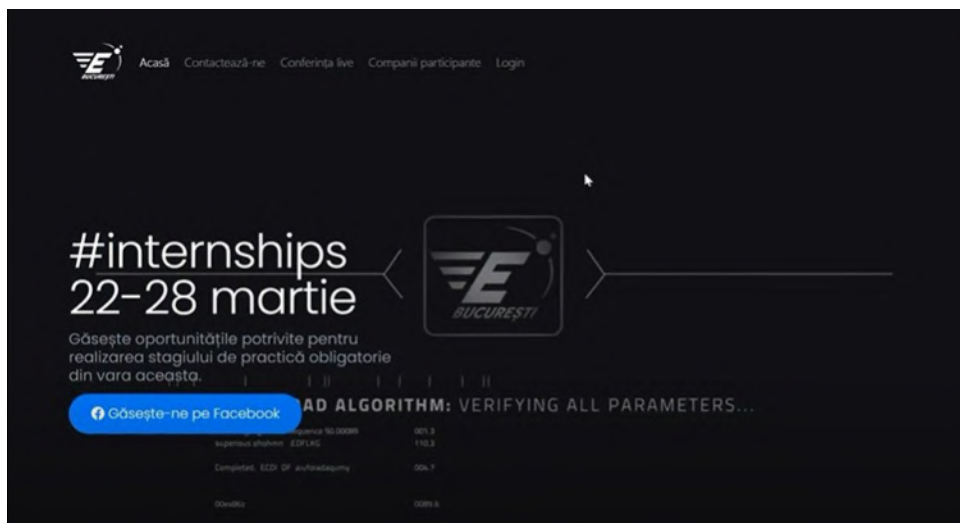 E
BUCUREȘTI
Acasă Contactează-ne Conferința live Companii participante Login
#internships
22-28 martie
E
BUCUREȘTI
Găsește oportunitățile potrivite pentru
realizarea stagiului de practică obligatorie
din vara aceasta.
Găsește-ne pe Facebook
AD ALGORITHM: VERIFYING ALL PARAMETERS...
001.3
110.3
Completed, 004.7